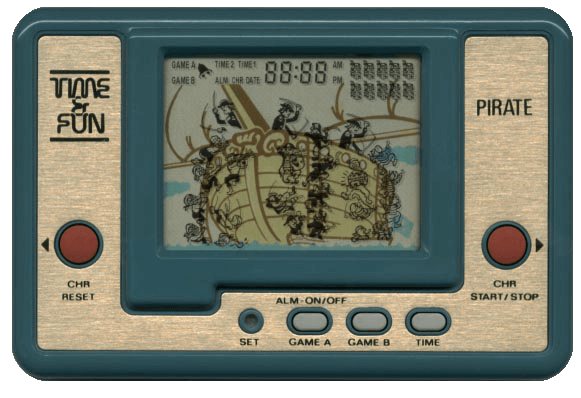 TIME
&
FUN
GAME A TIME 2 TIME 1 88:88 AM
GAME B ALM CHR DATE PM
PIRATE
CHR
RESET
CHR
START/STOP
ALM-ON/OFF
SET GAME A GAME B TIME